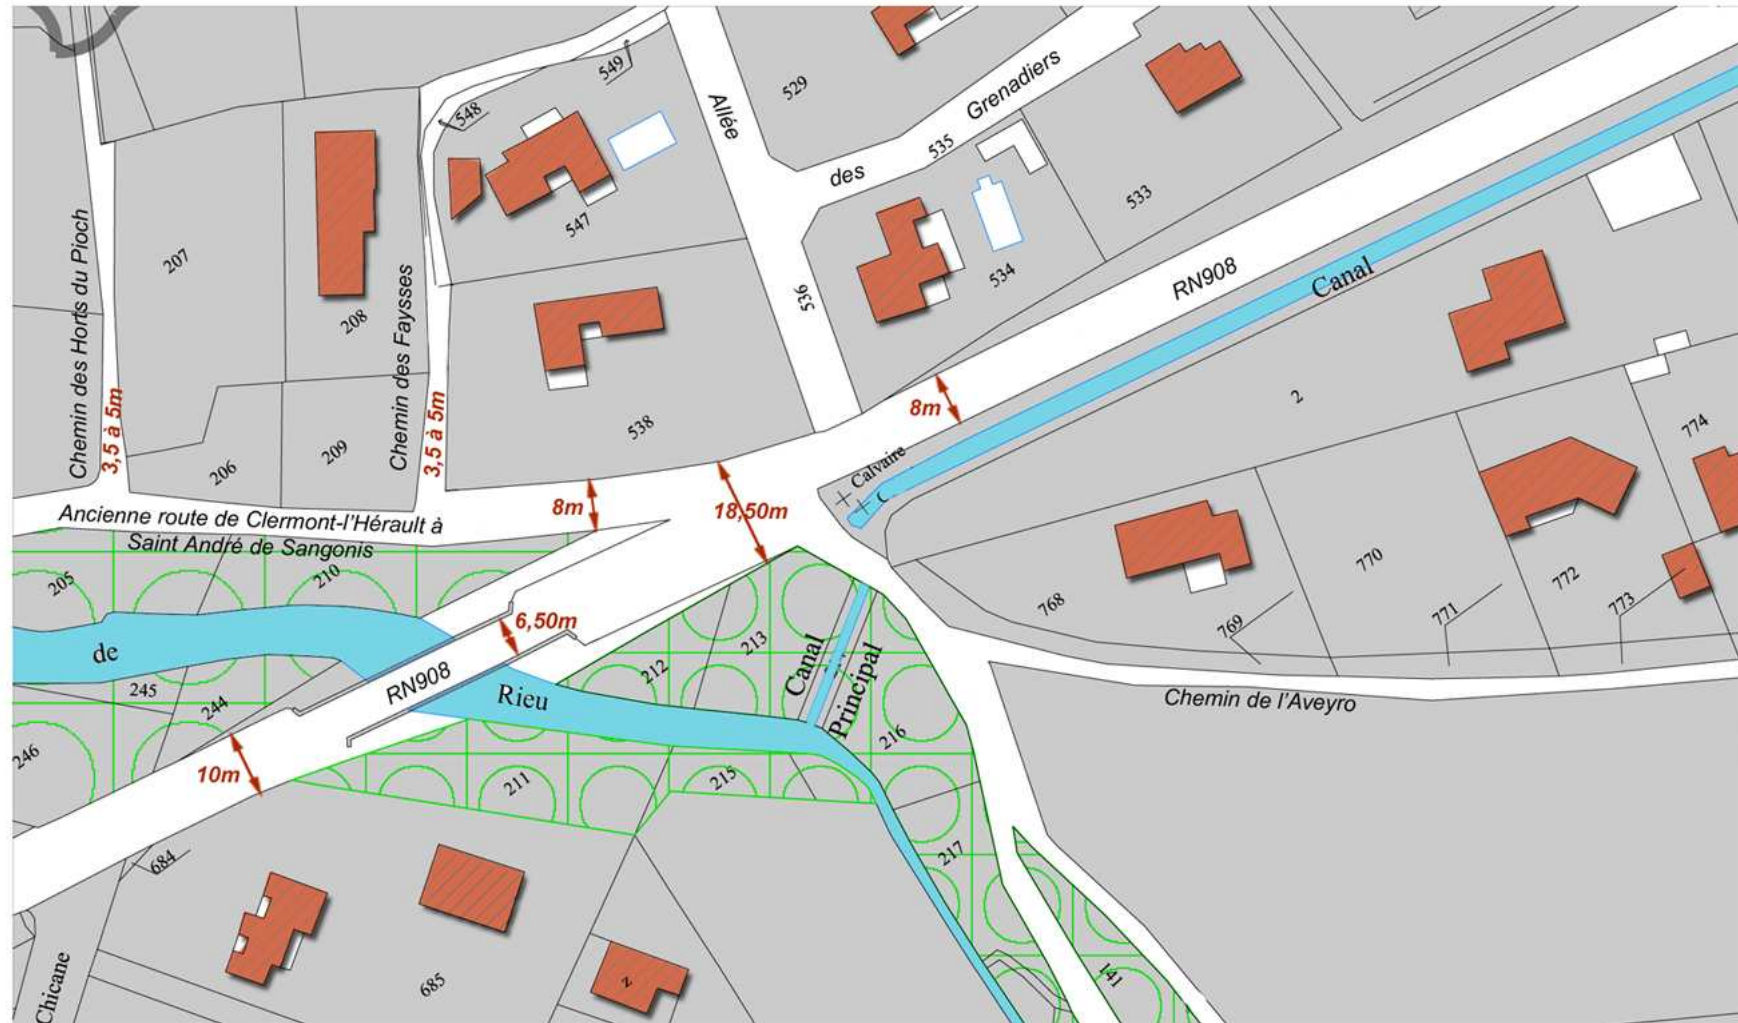 549
548
529
Allée
Grenadiers
535
des
533
547
207
208
534
536
RN908
Canal
Chemin des Horts du Pioch
Chemin des Faysses
3,5 à 5m
3,5 à 5m
538
8m
2
206
209
Calvaire
774
Ancienne route de Clermont-l'Hérault à
Saint André de Sangonis
8m
18,50m
205
210
6,50m
770
772
768
769
771
773
213
212
Canal
Principal
de
RN908
Rieu
245
244
246
216
Chemin de l'Aveyro
10m
211
215
217
684
685
z
141
Chicane